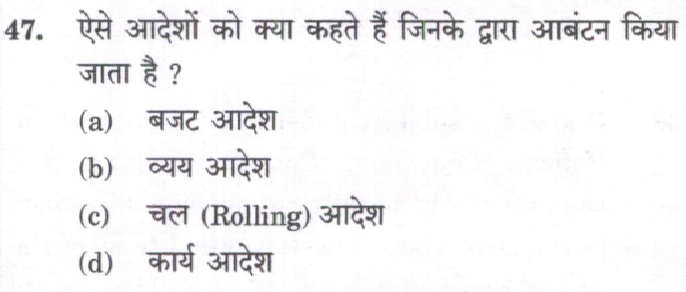 47. ऐसे आदेशों को क्या कहते हैं जिनके द्वारा आबंटन किया
जाता है ?
(a) बजट आदेश
(b) व्यय आदेश
(c) चल (Rolling) आदेश
(d) कार्य आदेश